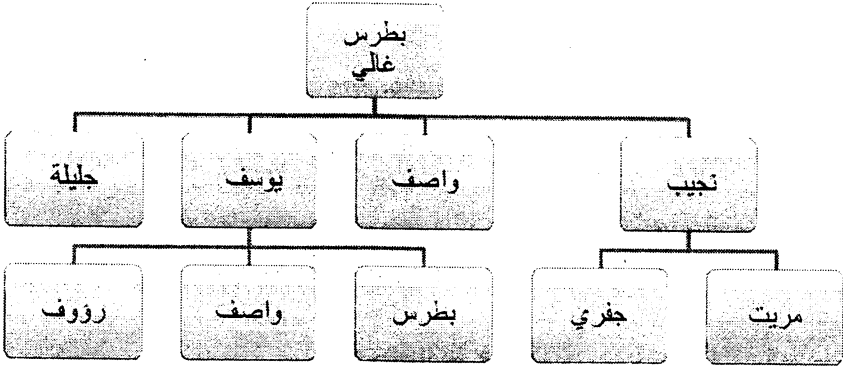 بطرس
غالي
نجيب
واصف
يوسف
جليلة
مريت
جفري
بطرس
واصف
رؤوف